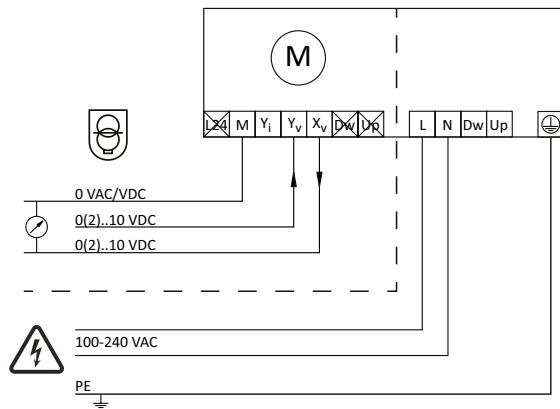 M
L24 M Yi Yv Xv Dw Up L N Dw Up
0 VAC/VDC
0(2)..10 VDC
0(2)..10 VDC
100-240 VAC
PE